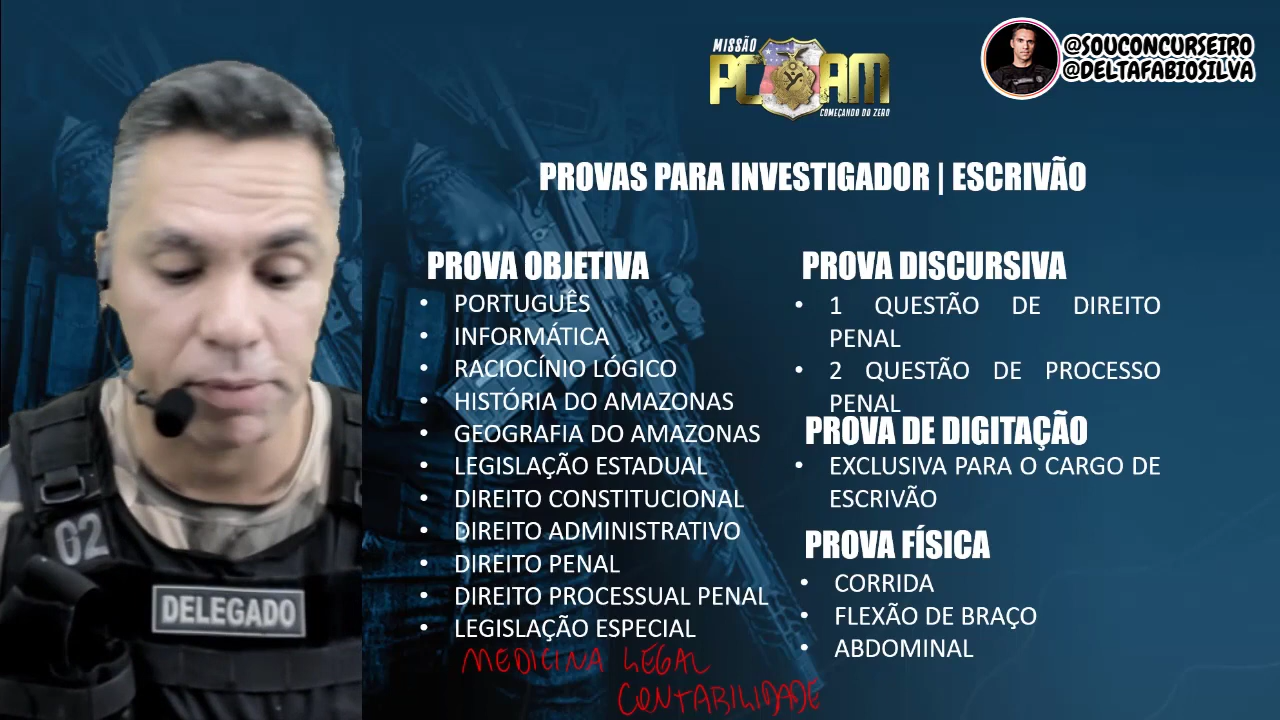 MISSÃO
PC AM
COMEÇANDO DO ZERO
@SOUCONCURSEIRO
@DELTAFABIOSILVA
PROVAS PARA INVESTIGADOR | ESCRIVÃO
PROVA OBJETIVA
• PORTUGUÊS
• INFORMÁTICA
• RACIOCÍNIO LÓGICO
• HISTÓRIA DO AMAZONAS
• GEOGRAFIA DO AMAZONAS
• LEGISLAÇÃO ESTADUAL
• DIREITO CONSTITUCIONAL
• DIREITO ADMINISTRATIVO
• DIREITO PENAL
• DIREITO PROCESSUAL PENAL
• LEGISLAÇÃO ESPECIAL
MEDICINA LEGAL
CONTABILIDADE
PROVA DISCURSIVA
• 1 QUESTÃO DE DIREITO
PENAL
• 2 QUESTÃO DE PROCESSO
PENAL
PROVA DE DIGITAÇÃO
• EXCLUSIVA PARA O CARGO DE
ESCRIVÃO
PROVA FÍSICA
• CORRIDA
• FLEXÃO DE BRAÇO
• ABDOMINAL
G2
DELEGADO